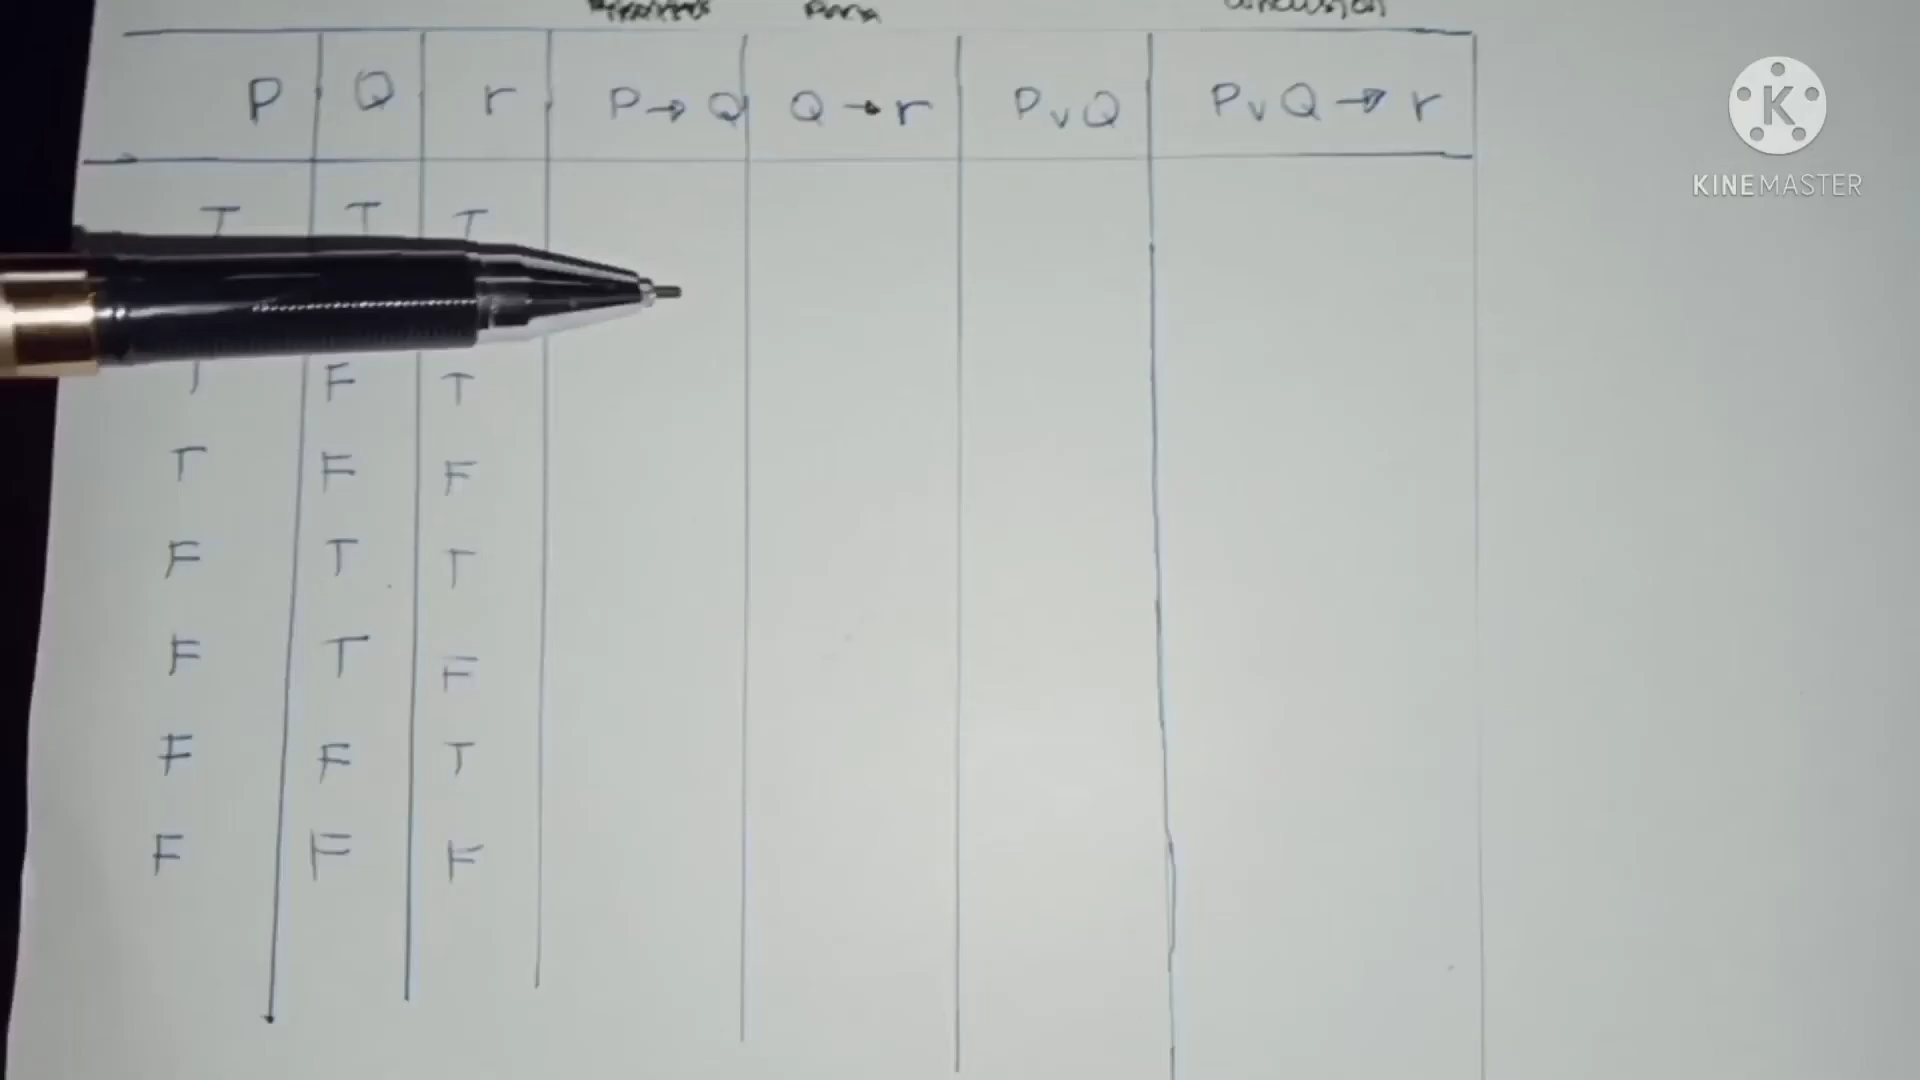 P Q r P→Q Q→r P∨Q P∨Q→r
T T T
F T
T F F
F T T
F T F
F F T
F F F
KINEMASTER